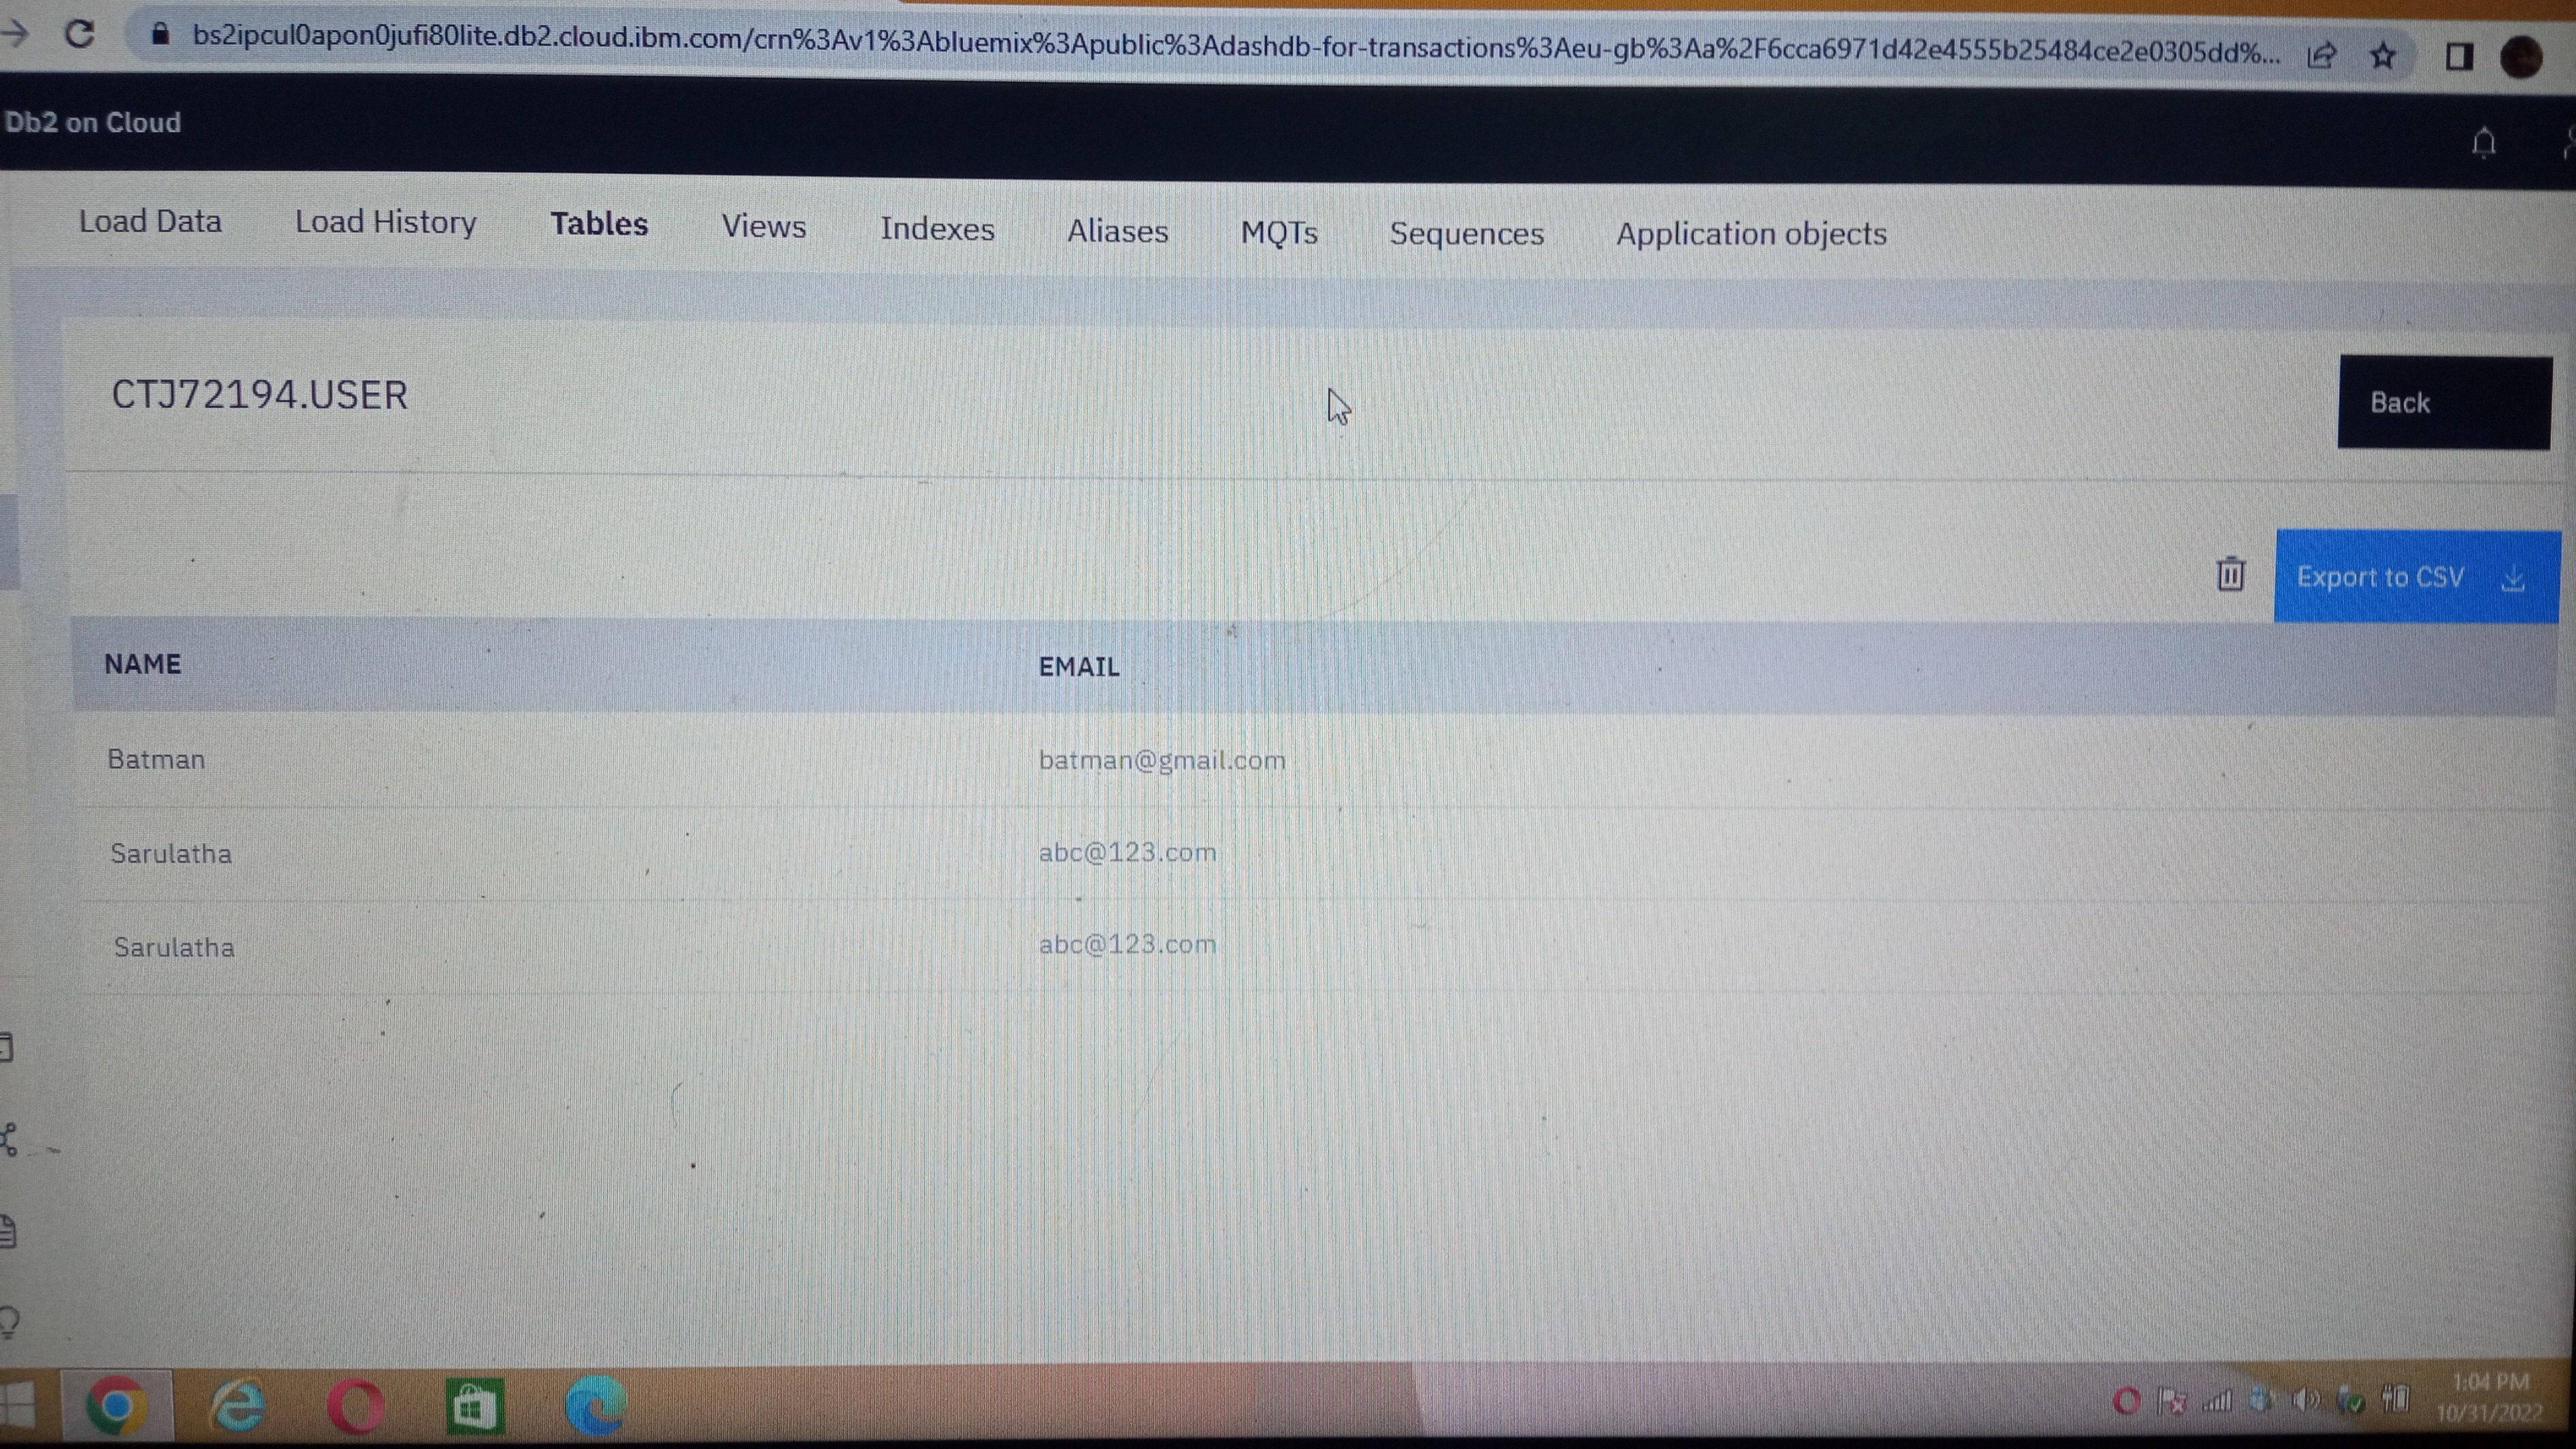 bs2ipcul0apon0jufi80lite.db2.cloud.ibm.com/crn%3Av1%3Abluemix%3Apublic%3Adashdb-for-transactions%3Aeu-gb%3Aa%2F6cca6971d42e4555b25484ce2e0305dd%...
Db2 on Cloud
Load Data Load History Tables Views Indexes Aliases MQTs Sequences Application objects
CTJ72194.USER Back
Export to CSV
NAME EMAIL
Batman batman@gmail.com
Sarulatha abc@123.com
Sarulatha abc@123.com
1:04 PM
10/31/2022